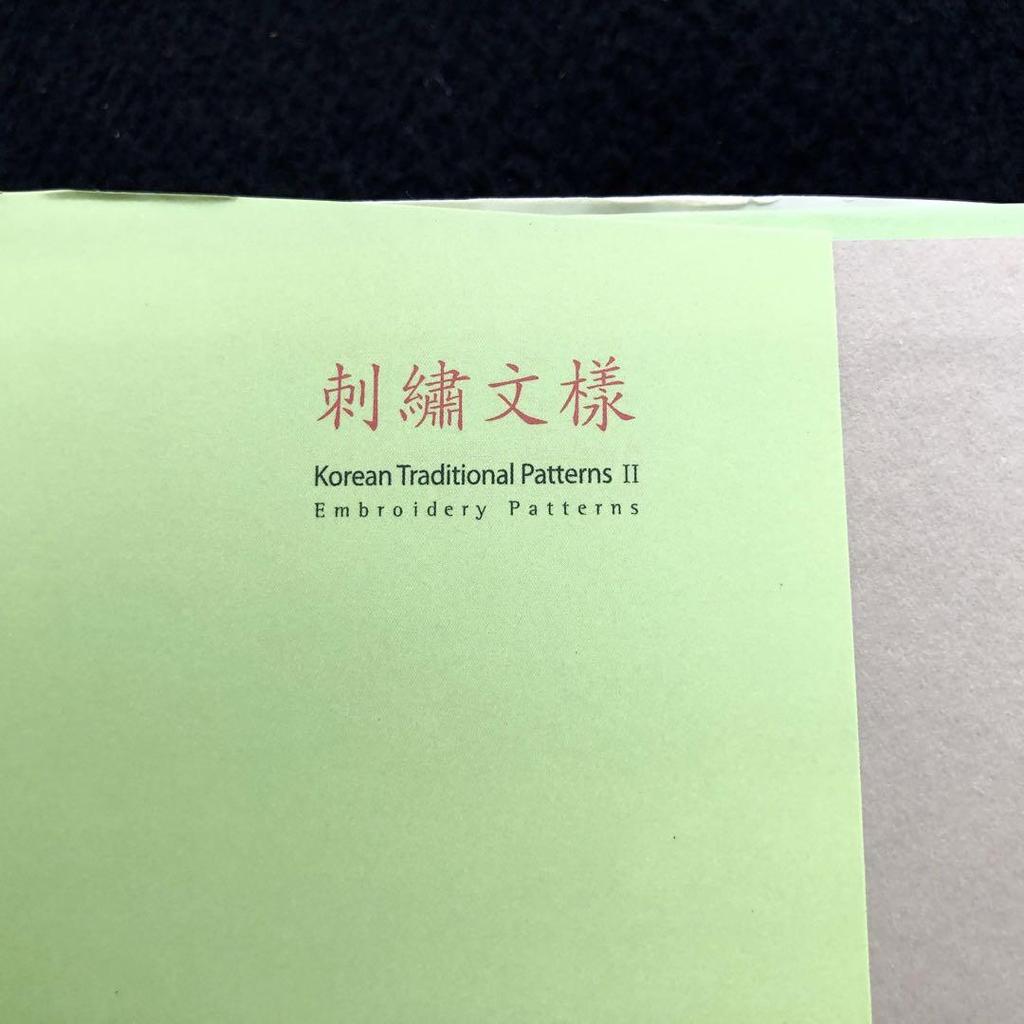 刺繡文樣
Korean Traditional Patterns II
Embroidery Patterns